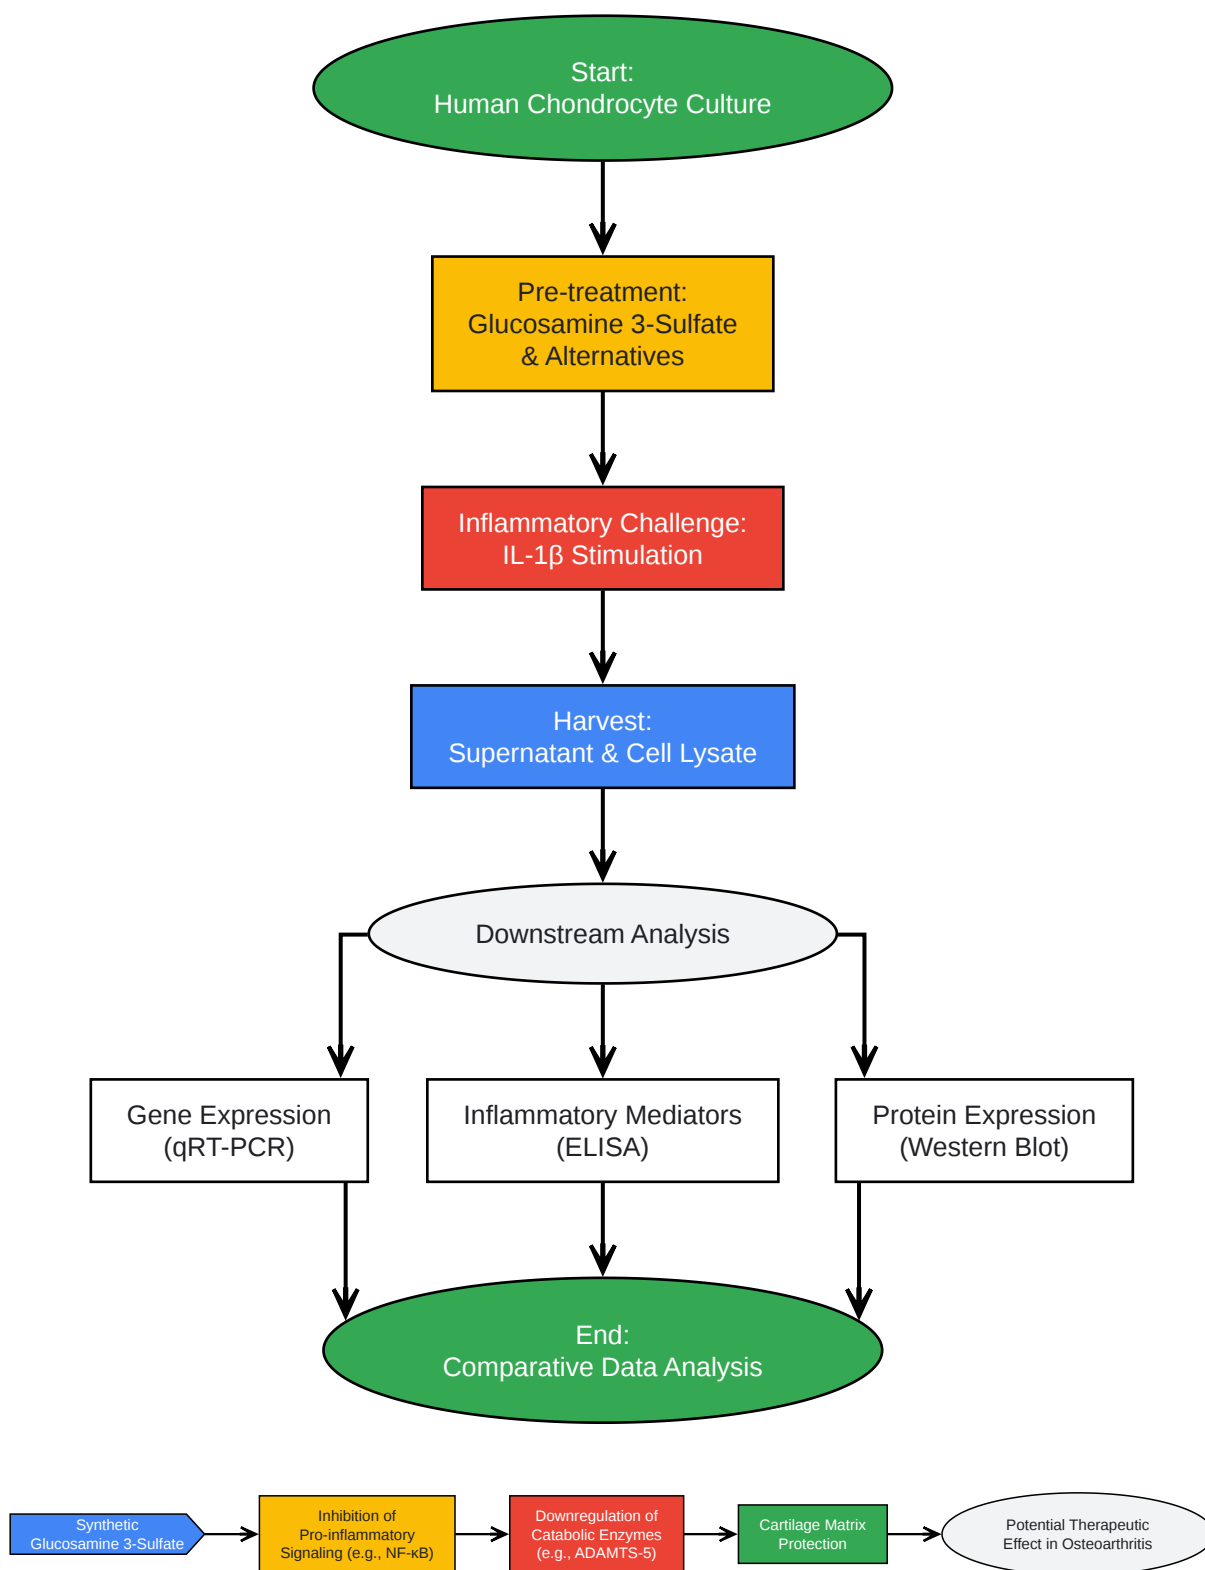 Start:
Human Chondrocyte Culture
Pre-treatment:
Glucosamine 3-Sulfate
& Alternatives
Inflammatory Challenge:
IL-1β Stimulation
Harvest:
Supernatant & Cell Lysate
Downstream Analysis
Gene Expression
(qRT-PCR)
Inflammatory Mediators
(ELISA)
Protein Expression
(Western Blot)
End:
Comparative Data Analysis
Synthetic
Glucosamine 3-Sulfate
Inhibition of
Pro-inflammatory
Signaling (e.g., NF-κB)
Downregulation of
Catabolic Enzymes
(e.g., ADAMTS-5)
Cartilage Matrix
Protection
Potential Therapeutic
Effect in Osteoarthritis